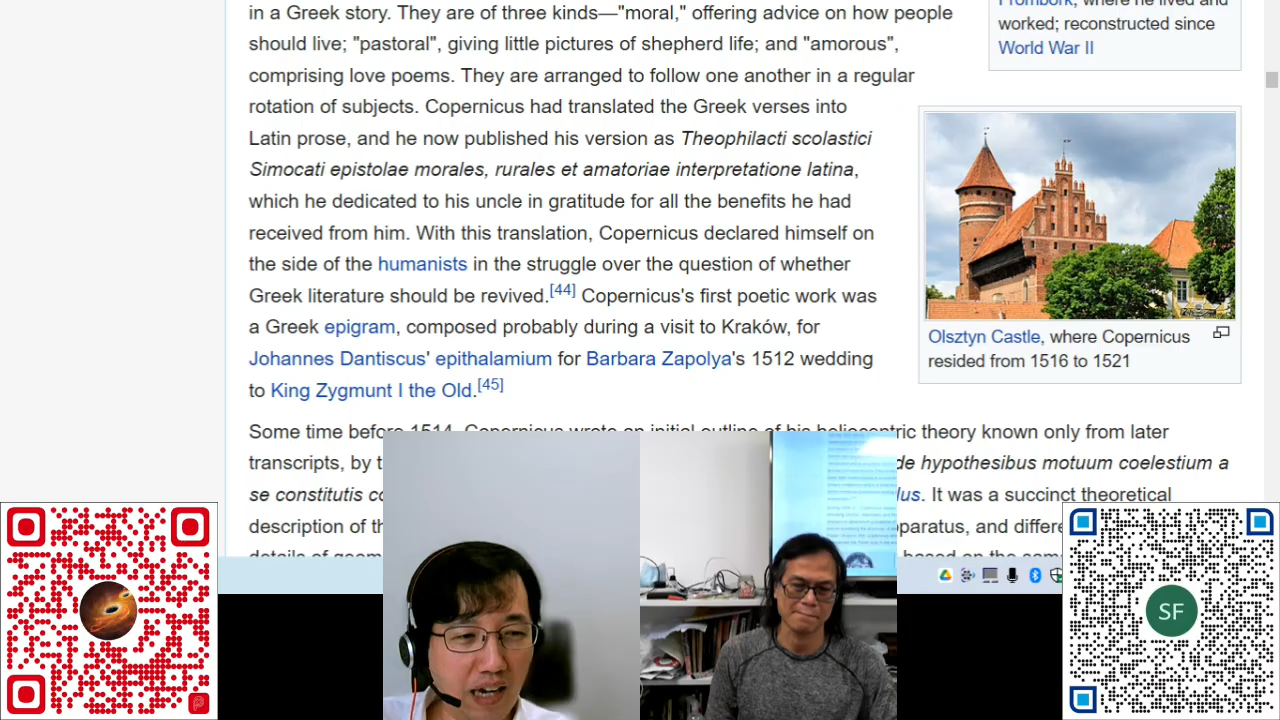 in a Greek story. They are of three kinds—"moral," offering advice on how people
should live; "pastoral", giving little pictures of shepherd life; and "amorous",
comprising love poems. They are arranged to follow one another in a regular
rotation of subjects. Copernicus had translated the Greek verses into
Latin prose, and he now published his version as Theophilacti scolastici
Simocati epistolae morales, rurales et amatoriae interpretatione latina,
which he dedicated to his uncle in gratitude for all the benefits he had
received from him. With this translation, Copernicus declared himself on
the side of the humanists in the struggle over the question of whether
Greek literature should be revived.[44] Copernicus's first poetic work was
a Greek epigram, composed probably during a visit to Kraków, for
Johannes Dantiscus' epithalamium for Barbara Zapolya's 1512 wedding
to King Zygmunt I the Old.[45]
Frombork, where he lived and
worked; reconstructed since
World War II
Olsztyn Castle, where Copernicus
resided from 1516 to 1521
Some time before 1514, Copernicus wrote an initial outline of his heliocentric theory known only from later
transcripts, by t
de hypothesibus motuum coelestium a
se constitutis co
lus. It was a succinct theoretical
description of th
pparatus, and differe
details of geom
based on the same
SF